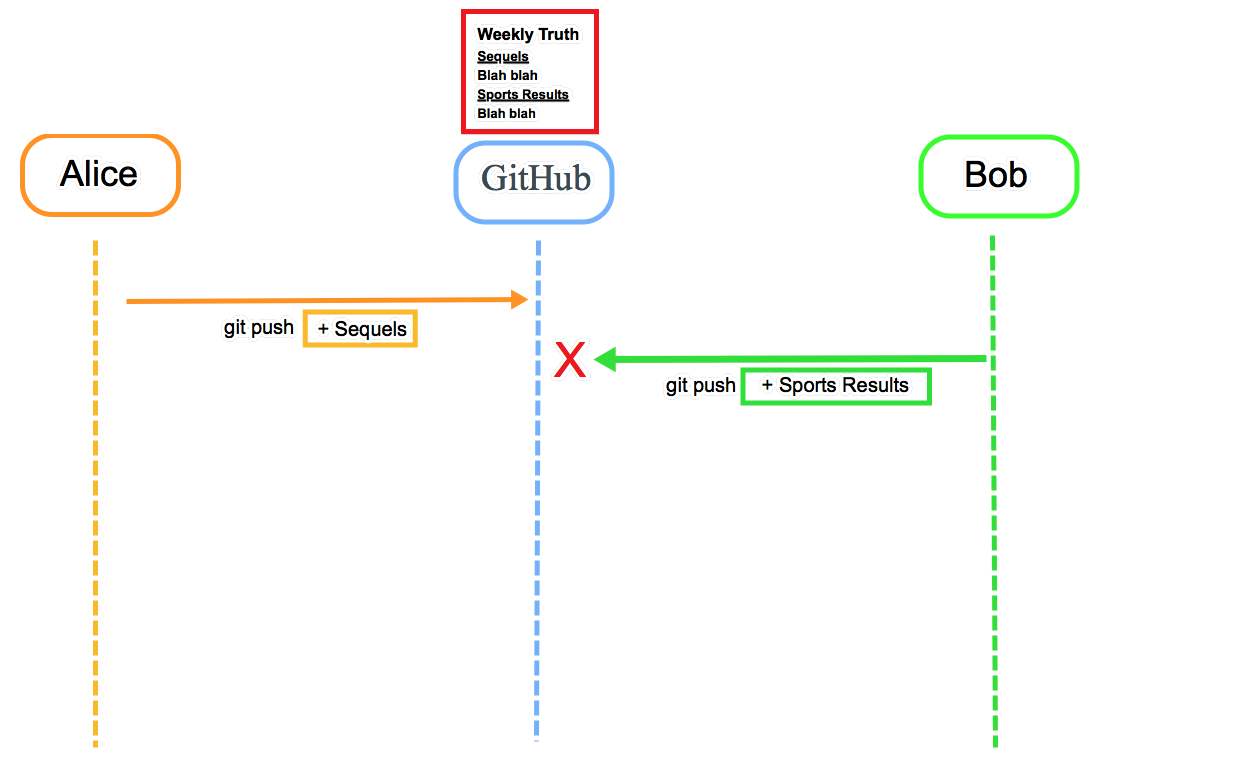 Weekly Truth
Sequels
Blah blah
Sports Results
Blah blah
Alice
GitHub
Bob
git push + Sequels
X
git push + Sports Results